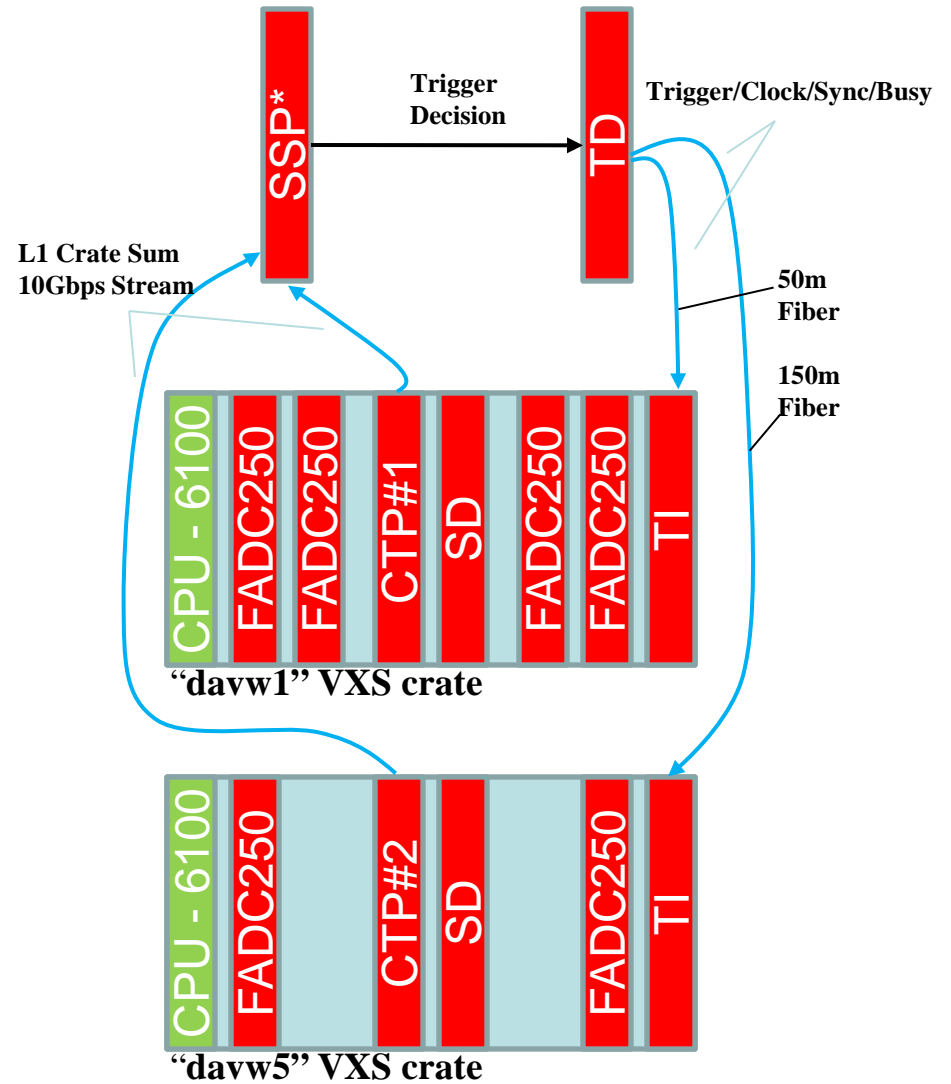 SSP*
Trigger
Decision
TD
Trigger/Clock/Sync/Busy
L1 Crate Sum
10Gbps Stream
50m
Fiber
150m
Fiber
CPU - 6100
FADC250
FADC250
CTP#1
SD
FADC250
FADC250
TI
“davw1” VXS crate
CPU - 6100
FADC250
CTP#2
SD
FADC250
TI
“davw5” VXS crate